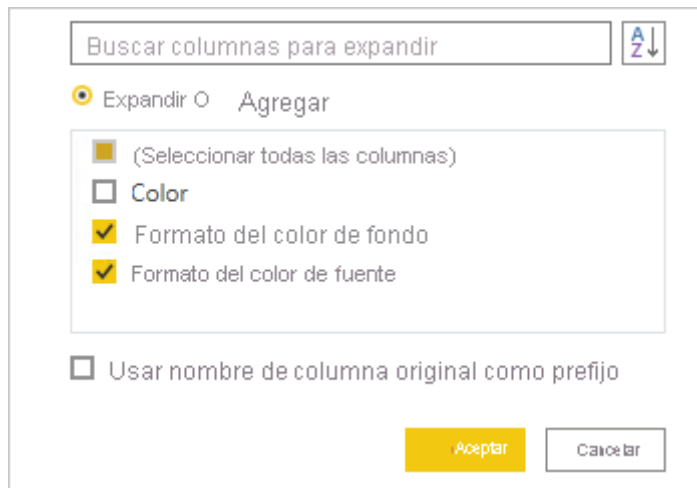 Buscar columnas para expandir
A
Z
Expandir O Agregar
(Seleccionar todas las columnas)
Color
Formato del color de fondo
Formato del color de fuente
Usar nombre de columna original como prefijo
Aceptar Cancelar